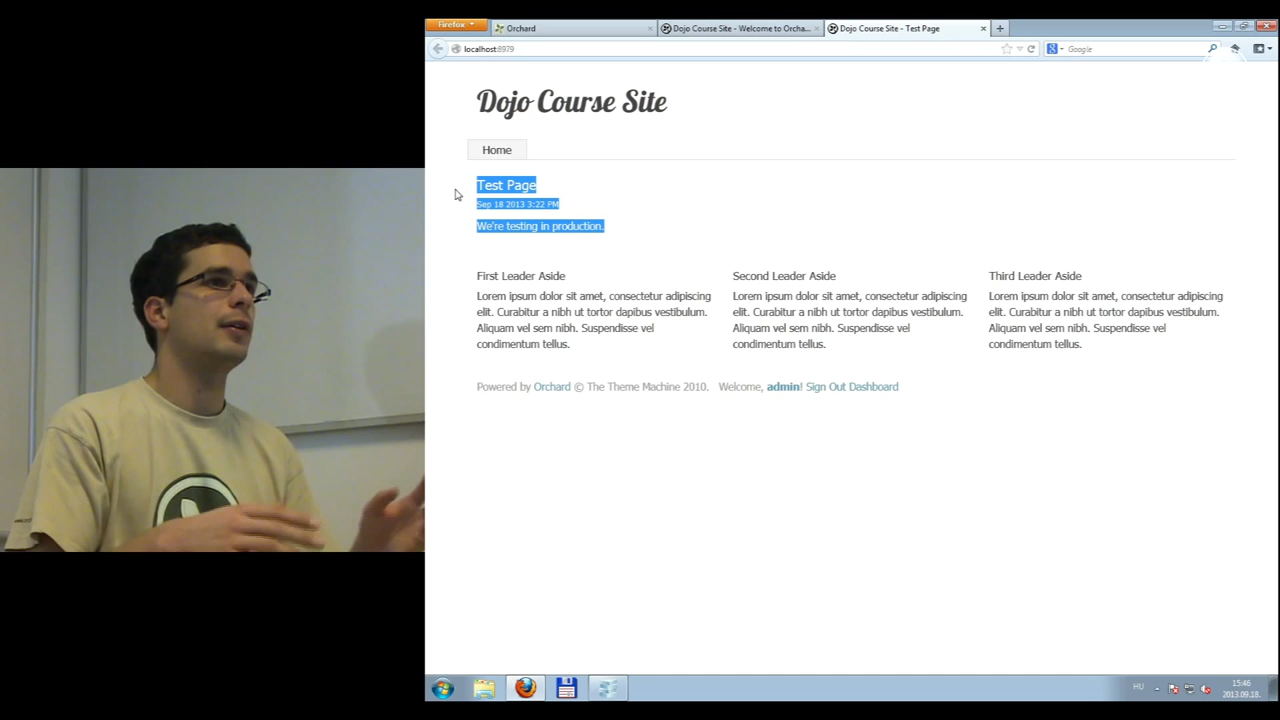 Firefox
Orchard
Dojo Course Site - Welcome to Orcha...
Dojo Course Site - Test Page
localhost:8979
Google
Dojo Course Site
Home
Test Page
Sep 18 2013 3:22 PM
We're testing in production.
First Leader Aside
Lorem ipsum dolor sit amet, consectetur adipiscing
elit. Curabitur a nibh ut tortor dapibus vestibulum.
Aliquam vel sem nibh. Suspendisse vel
condimentum tellus.
Second Leader Aside
Lorem ipsum dolor sit amet, consectetur adipiscing
elit. Curabitur a nibh ut tortor dapibus vestibulum.
Aliquam vel sem nibh. Suspendisse vel
condimentum tellus.
Third Leader Aside
Lorem ipsum dolor sit amet, consectetur adipiscing
elit. Curabitur a nibh ut tortor dapibus vestibulum.
Aliquam vel sem nibh. Suspendisse vel
condimentum tellus.
Powered by Orchard © The Theme Machine 2010. Welcome, admin! Sign Out Dashboard
HU
15:46
2013.09.18.